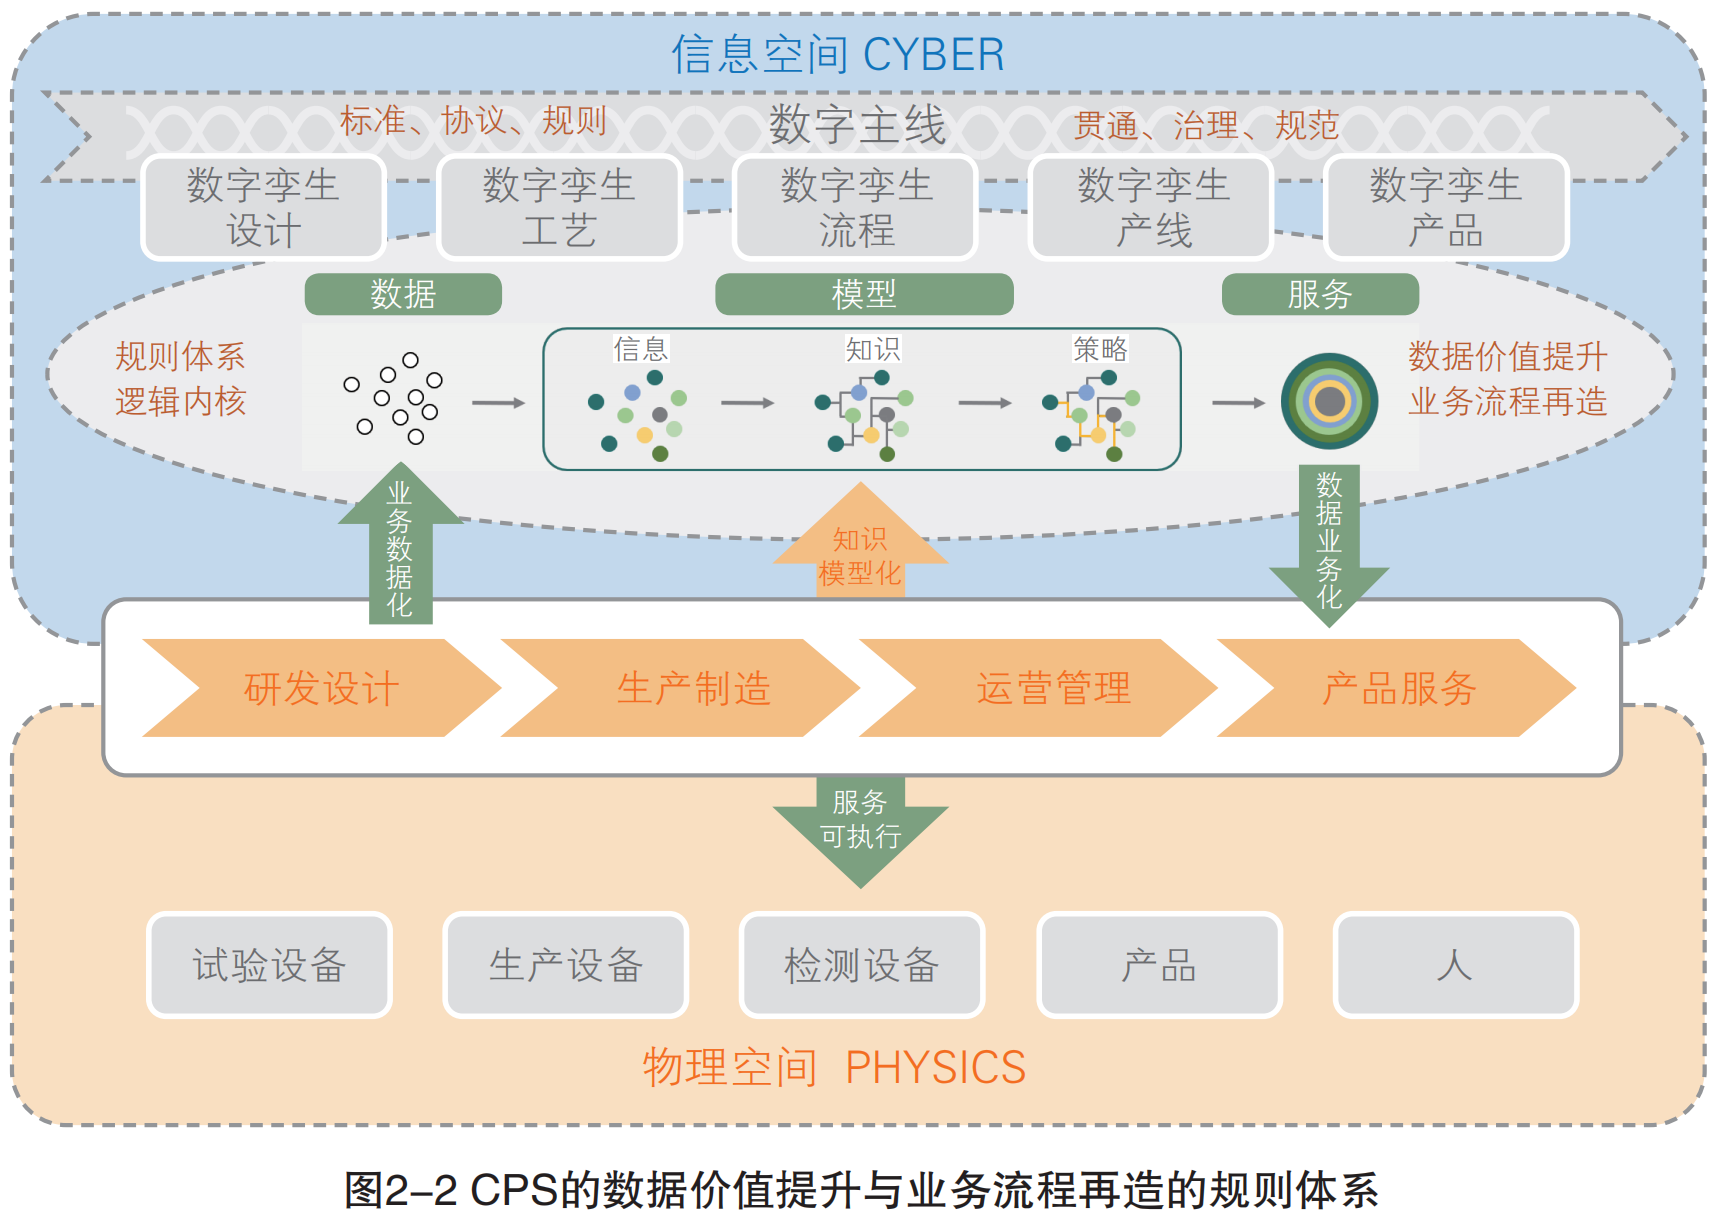 信息空间 CYBER
标准、协议、规则
数字主线
贯通、治理、规范
数字孪生
设计
数字孪生
工艺
数字孪生
流程
数字孪生
产线
数字孪生
产品
数据
模型
服务
规则体系
逻辑内核
信息
知识
策略
数据价值提升
业务流程再造
业务数据化
知识
模型化
数据业务化
研发设计
生产制造
运营管理
产品服务
服务
可执行
试验设备
生产设备
检测设备
产品
人
物理空间 PHYSICS
图2-2 CPS的数据价值提升与业务流程再造的规则体系